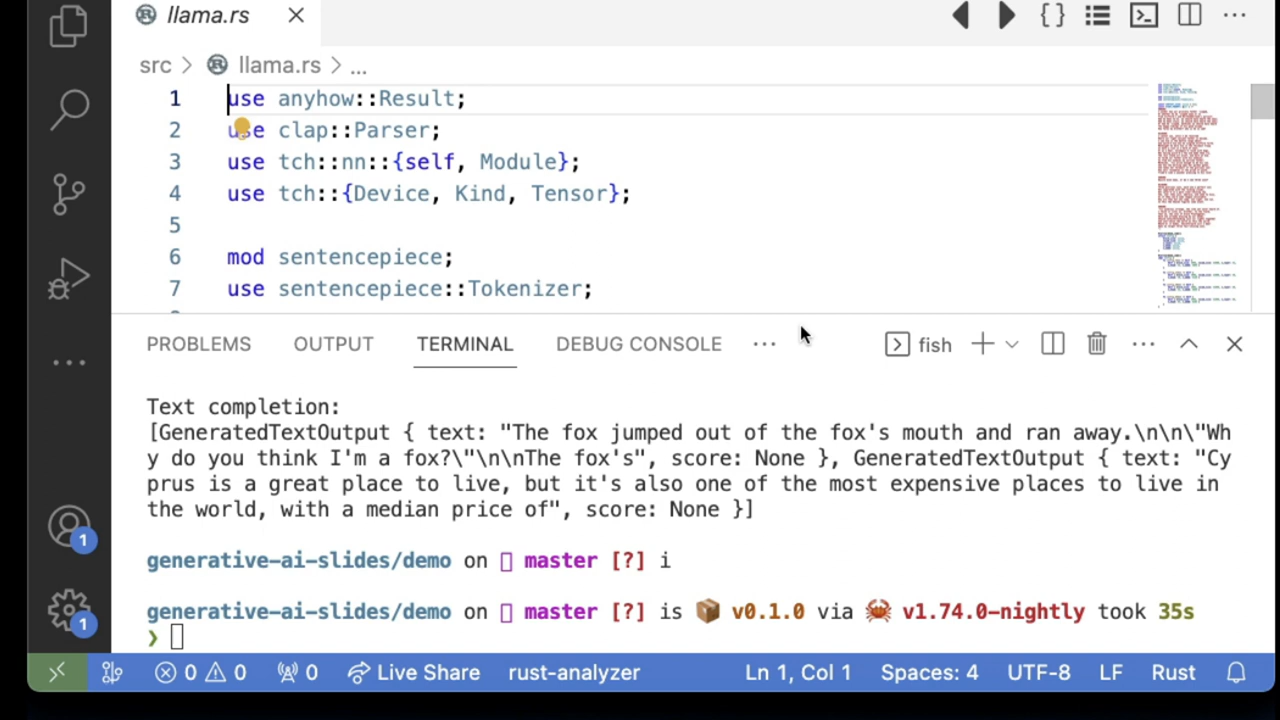 llama.rs
src > llama.rs > ...
1 use anyhow::Result;
2 use clap::Parser;
3 use tch::nn::{self, Module};
4 use tch::{Device, Kind, Tensor};
5
6 mod sentencepiece;
7 use sentencepiece::Tokenizer;
PROBLEMS OUTPUT TERMINAL DEBUG CONSOLE ... fish
Text completion:
[GeneratedTextOutput { text: "The fox jumped out of the fox's mouth and ran away.\n\n\"Wh
y do you think I'm a fox?\"\n\nThe fox's", score: None }, GeneratedTextOutput { text: "Cy
prus is a great place to live, but it's also one of the most expensive places to live in
the world, with a median price of", score: None }]
generative-ai-slides/demo on master [?] i
generative-ai-slides/demo on master [?] is 📦 v0.1.0 via 🦀 v1.74.0-nightly took 35s
❯
1
1
0 0 0 Live Share rust-analyzer Ln 1, Col 1 Spaces: 4 UTF-8 LF Rust